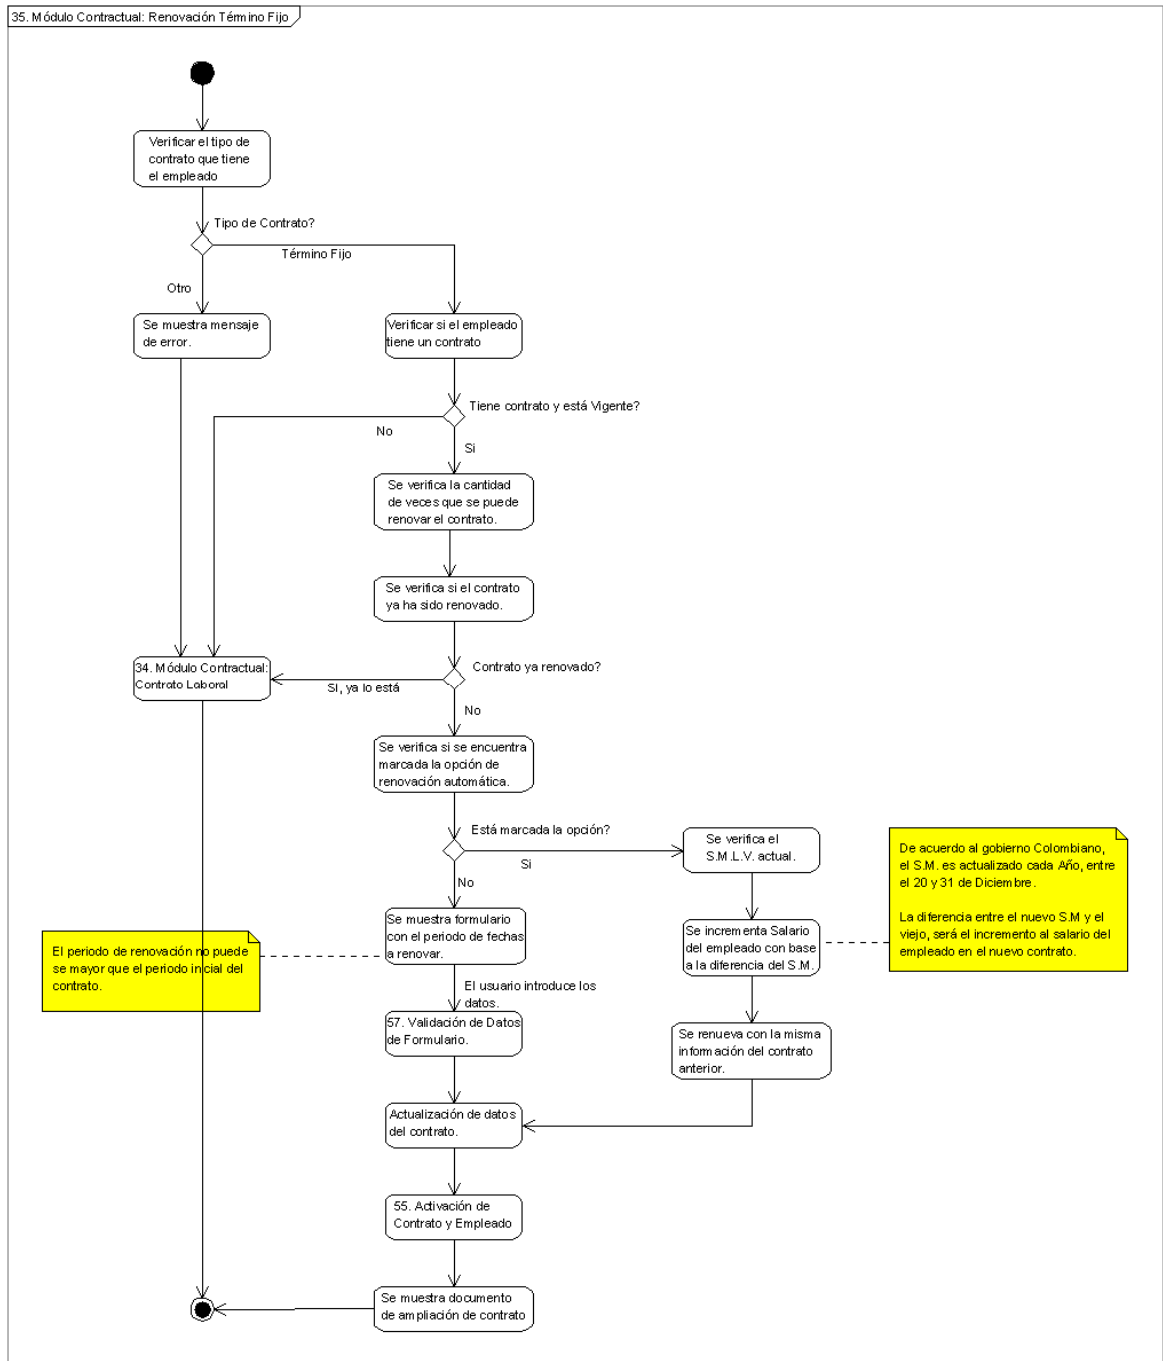 35. Módulo Contractual: Renovación Término Fijo
Verificar el tipo de
contrato que tiene
el empleado
Tipo de Contrato?
Término Fijo
Otro
Se muestra mensaje
de error.
Verificar si el empleado
tiene un contrato
Tiene contrato y está Vigente?
No
Si
Se verifica la cantidad
de veces que se puede
renovar el contrato.
Se verifica si el contrato
ya ha sido renovado.
34. Módulo Contractual:
Contrato Laboral
Contrato ya renovado?
Si, ya lo está
No
Se verifica si se encuentra
marcada la opción de
renovación automática.
Está marcada la opción?
Si
No
Se verifica el
S.M.L.V. actual.
De acuerdo al gobierno Colombiano,
el S.M. es actualizado cada Año, entre
el 20 y 31 de Diciembre.
La diferencia entre el nuevo S.M y el
viejo, será el incremento al salario del
empleado en el nuevo contrato.
Se muestra formulario
con el periodo de fechas
a renovar.
Se incrementa Salario
del empleado con base
a la diferencia del S.M.
El periodo de renovación no puede
se mayor que el periodo inicial del
contrato.
El usuario introduce los
datos.
57. Validación de Datos
de Formulario.
Se renueva con la misma
información del contrato
anterior.
Actualización de datos
del contrato.
55. Activación de
Contrato y Empleado
Se muestra documento
de ampliación de contrato